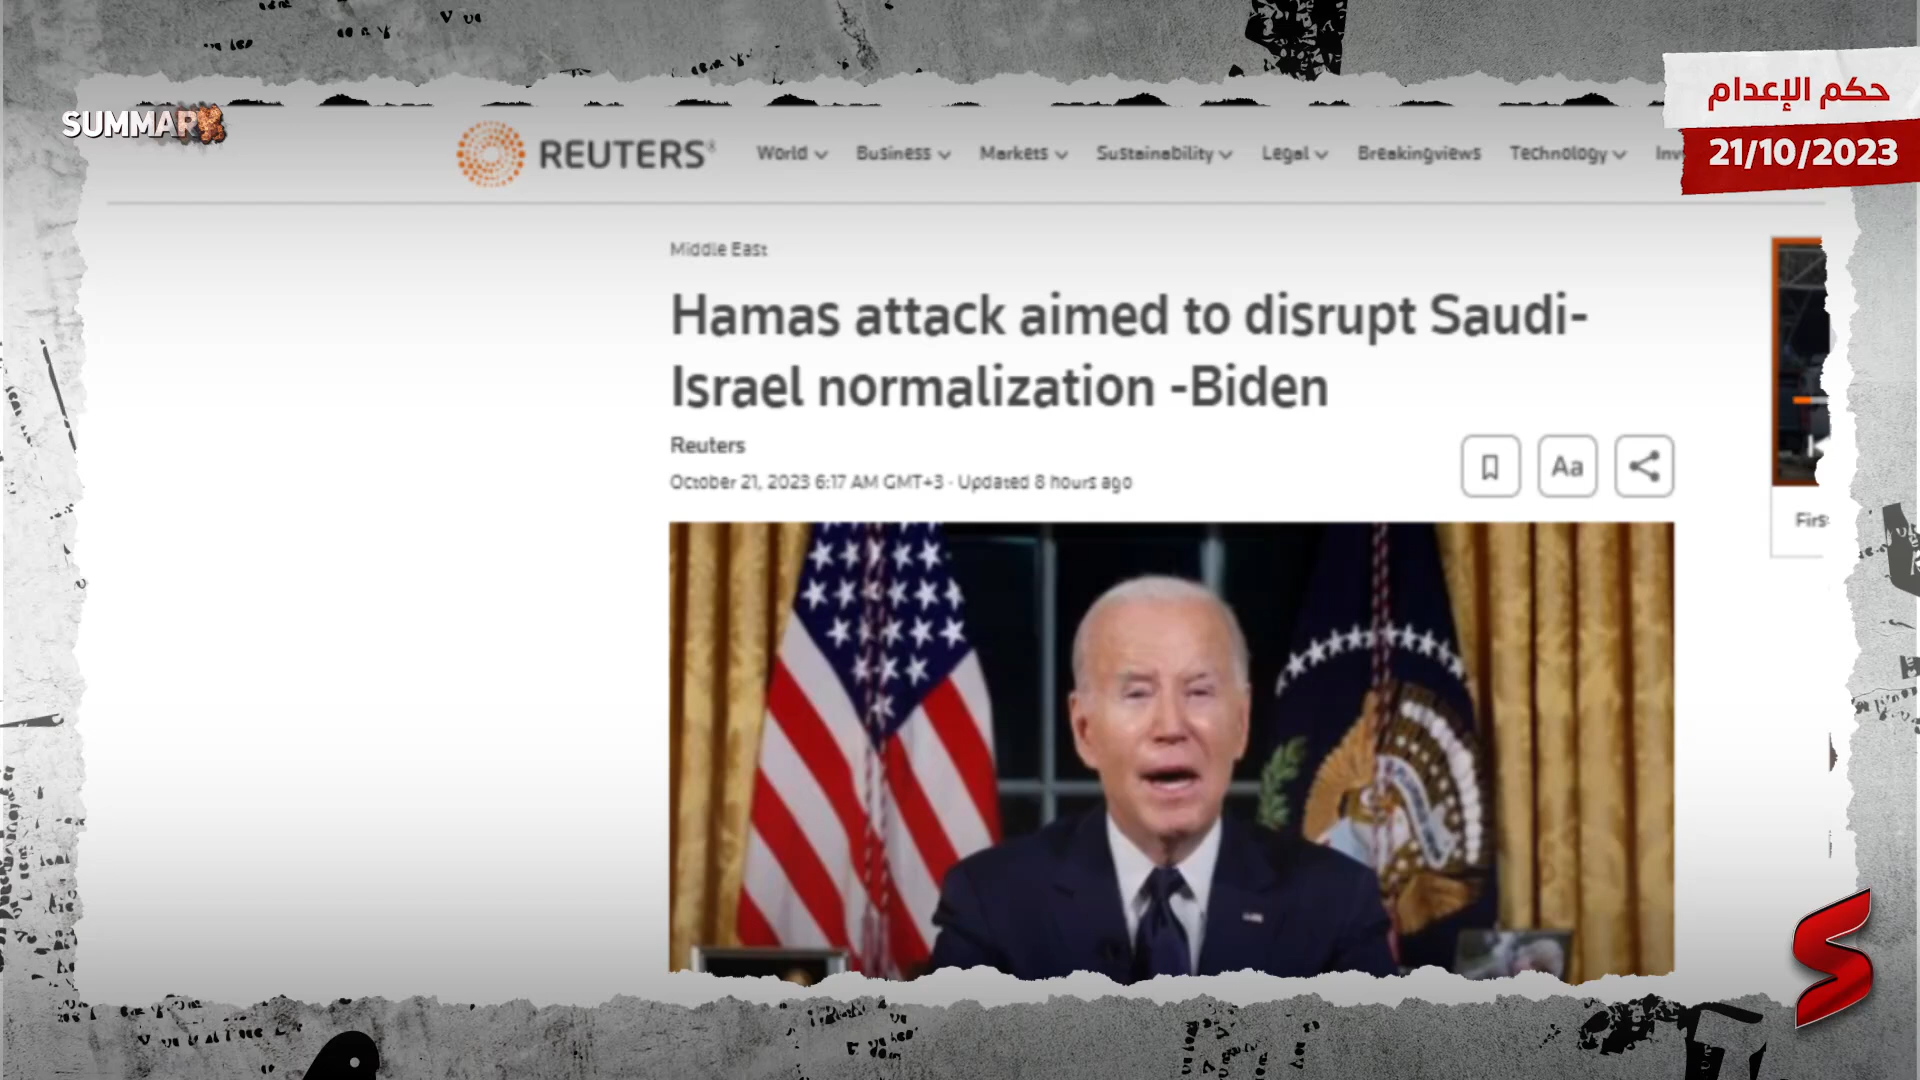 حكم الإعدام
21/10/2023
SUMMARY
REUTERS
World Business Markets Sustainability Legal Breakingviews Technology Inv
Middle East
Hamas attack aimed to disrupt Saudi-
Israel normalization -Biden
Reuters
October 21, 2023 6:17 AM GMT+3 · Updated 8 hours ago
Aa
Firs